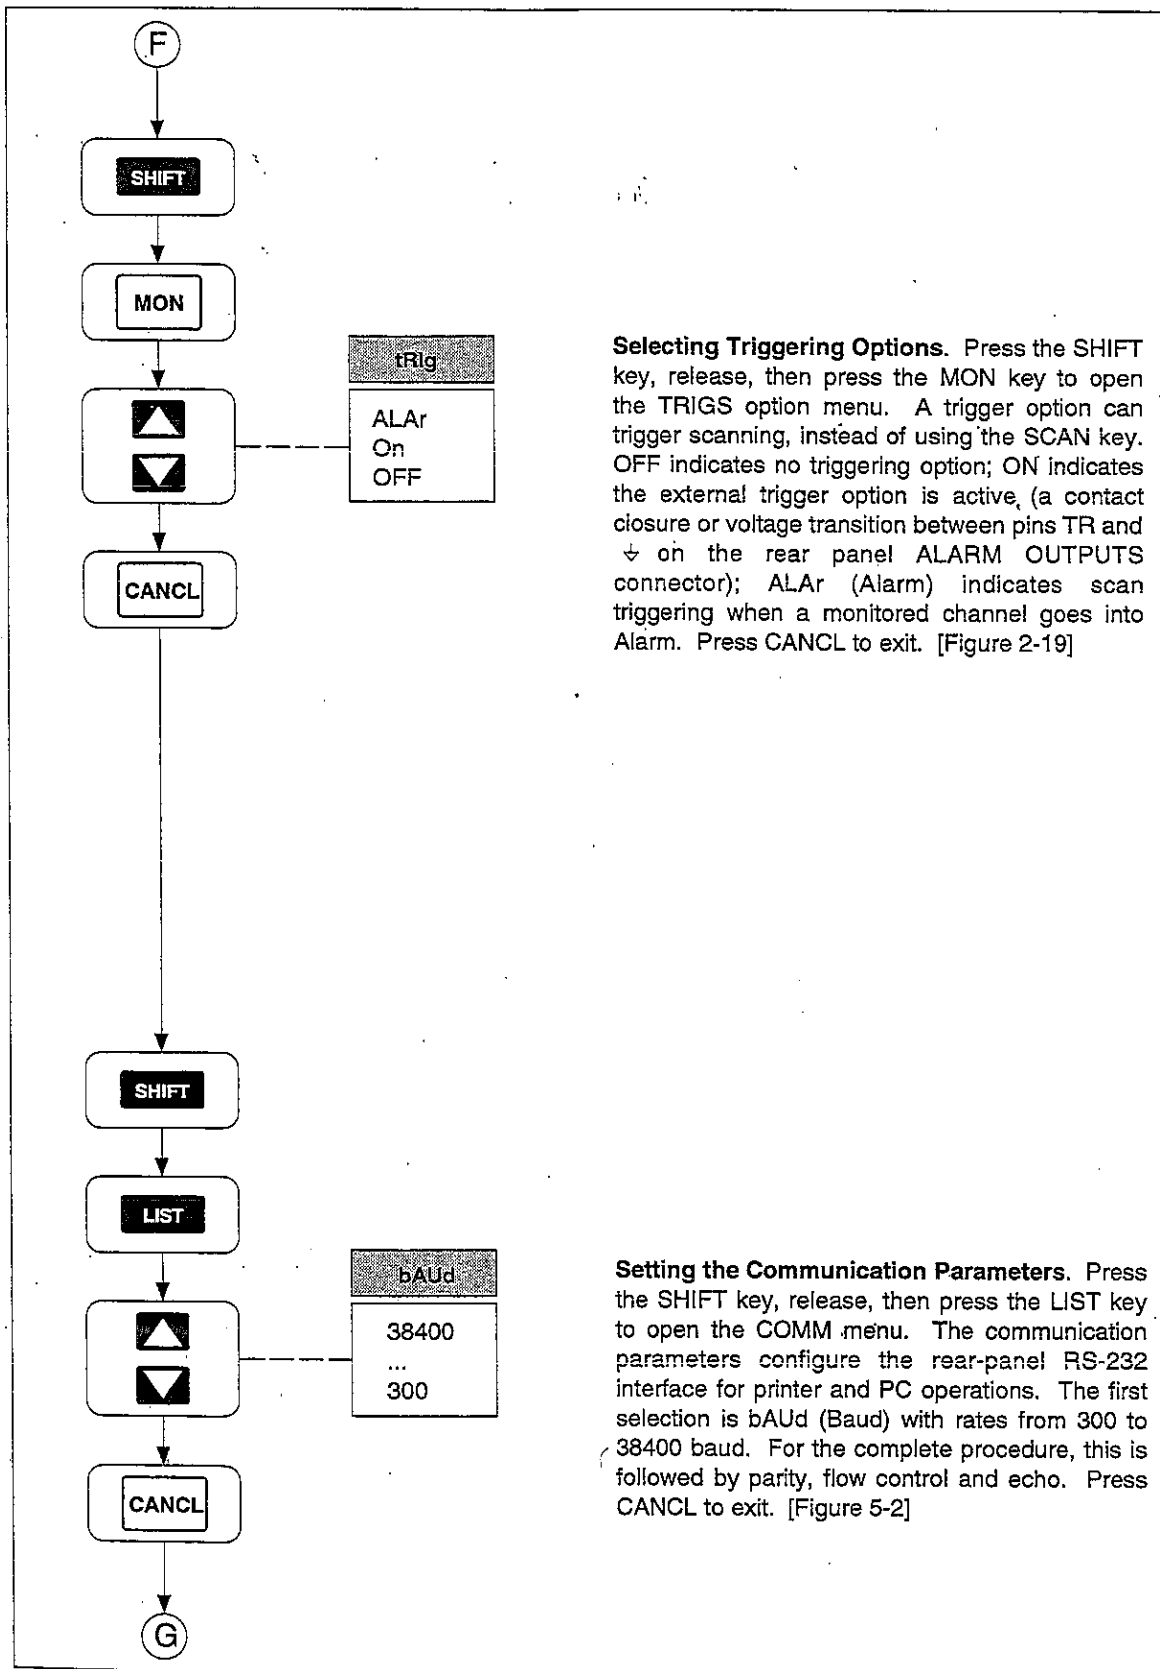 F
SHIFT
MON
tRIg
ALAr
On
OFF
CANCL
Selecting Triggering Options. Press the SHIFT
key, release, then press the MON key to open
the TRIGS option menu. A trigger option can
trigger scanning, instead of using the SCAN key.
OFF indicates no triggering option; ON indicates
the external trigger option is active, (a contact
closure or voltage transition between pins TR and
⏚ on the rear panel ALARM OUTPUTS
connector); ALAr (Alarm) indicates scan
triggering when a monitored channel goes into
Alarm. Press CANCL to exit. [Figure 2-19]
SHIFT
LIST
bAUd
38400
...
300
CANCL
Setting the Communication Parameters. Press
the SHIFT key, release, then press the LIST key
to open the COMM menu. The communication
parameters configure the rear-panel RS-232
interface for printer and PC operations. The first
selection is bAUd (Baud) with rates from 300 to
38400 baud. For the complete procedure, this is
followed by parity, flow control and echo. Press
CANCL to exit. [Figure 5-2]
G